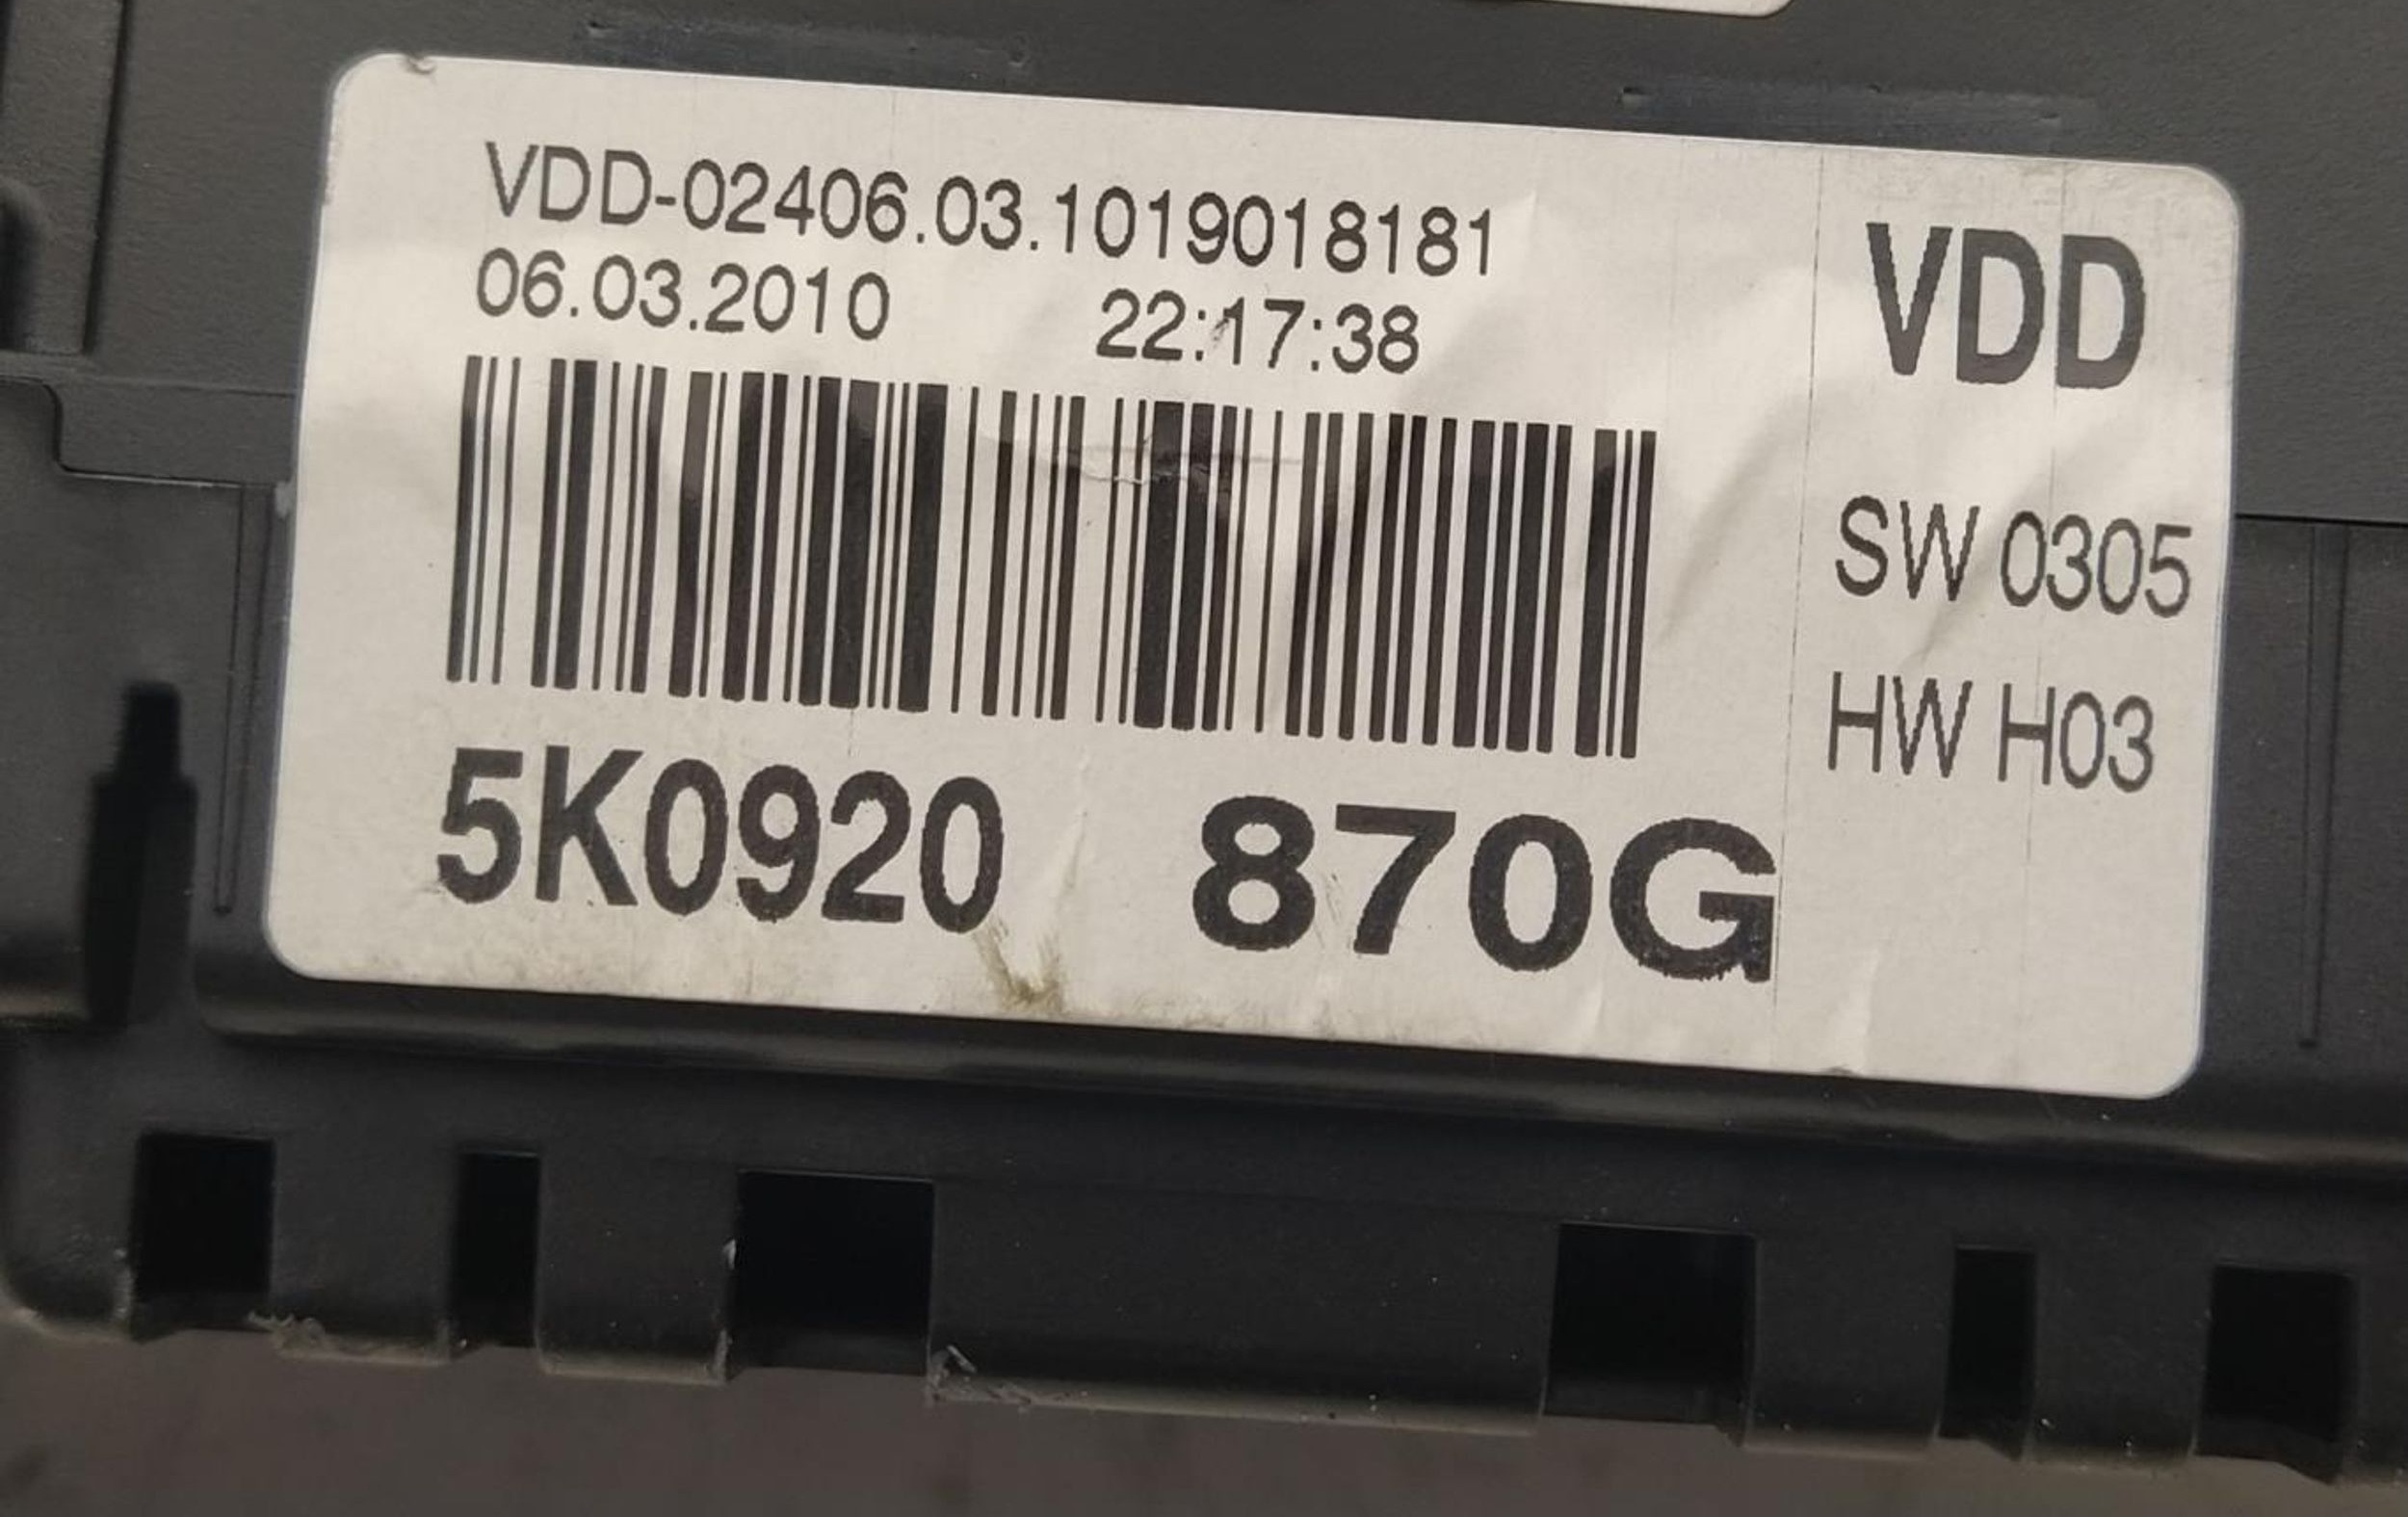 VDD-02406.03.1019018181
06.03.2010 22:17:38
VDD
SW 0305
HW H03
5K0920 870G